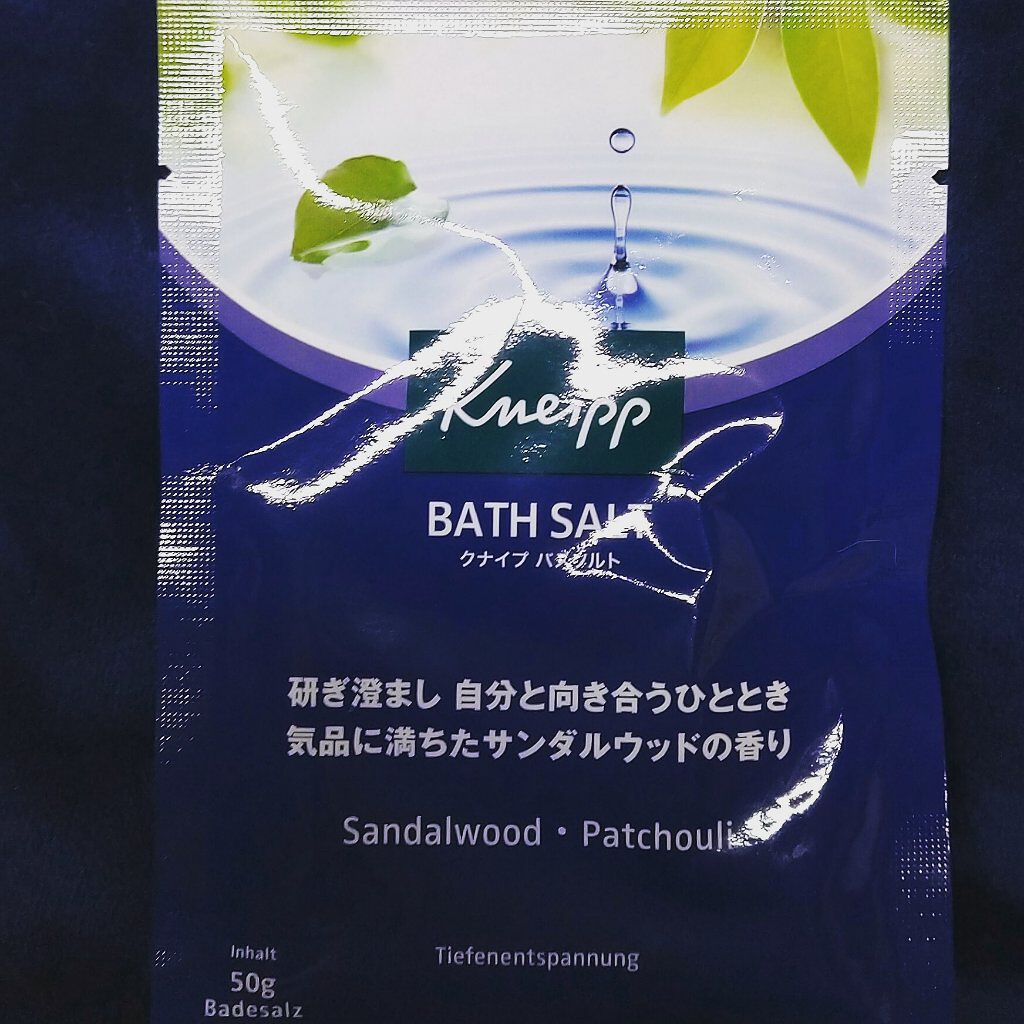 Kneipp
BATH SALT
クナイプ バスソルト
研ぎ澄まし 自分と向き合うひととき
気品に満ちたサンダルウッドの香り
Sandalwood・Patchouli
Inhalt
50g
Badesalz
Tiefenentspannung